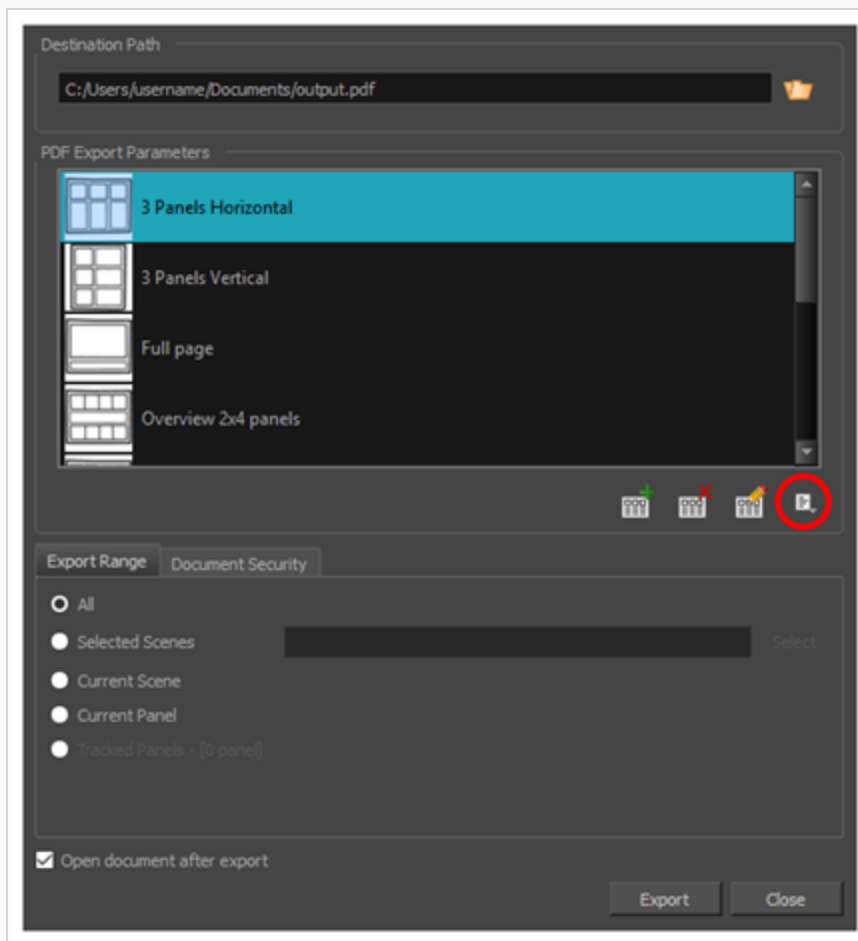 Destination Path
C:/Users/username/Documents/output.pdf
PDF Export Parameters
3 Panels Horizontal
3 Panels Vertical
Full page
Overview 2x4 panels
Export Range Document Security
All
Selected Scenes Select
Current Scene
Current Panel
Tracked Panels - [0 panel]
Open document after export
Export Close